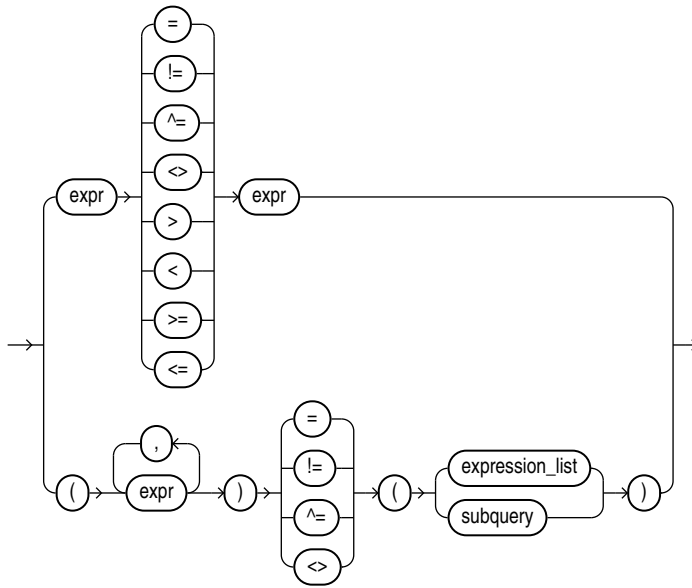 =
!=
^=
<>
expr > expr
<
>=
<=
=
,
!= expression_list
( expr ) ( )
^= subquery
<>